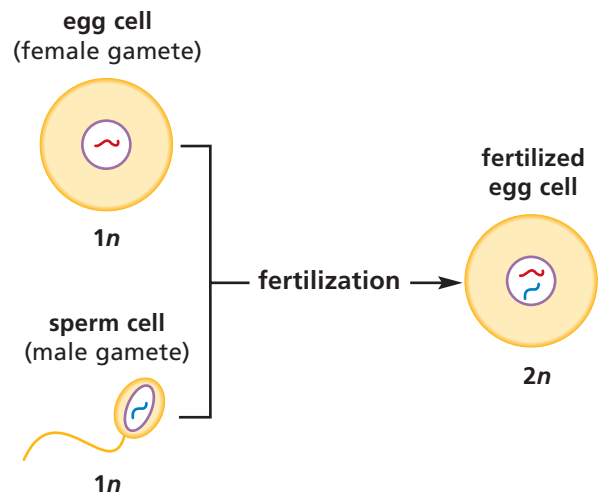 egg cell
(female gamete)
1n
sperm cell
(male gamete)
1n
fertilization
fertilized
egg cell
2n